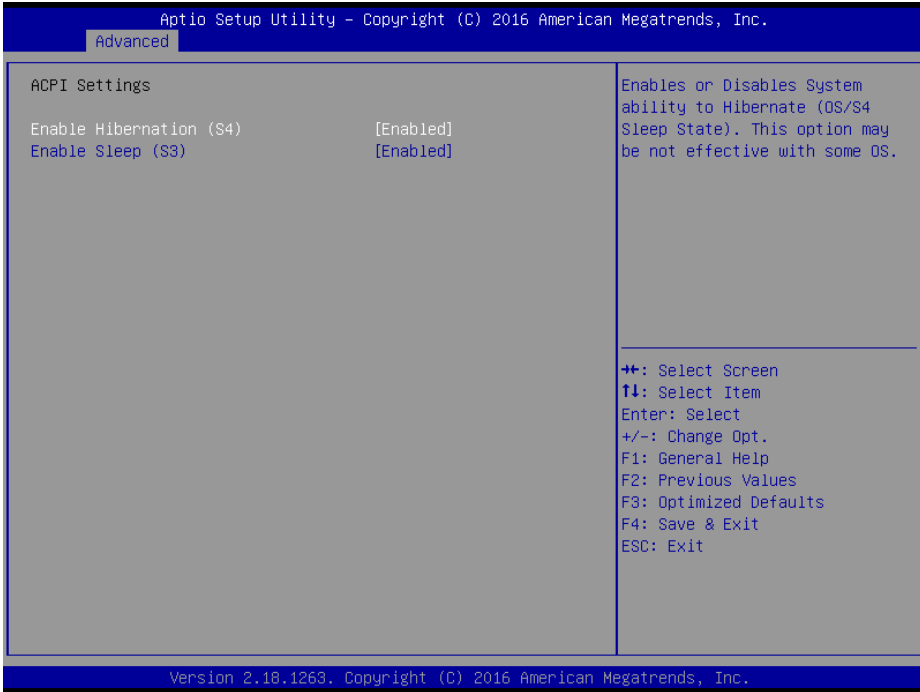 Aptio Setup Utility – Copyright (C) 2016 American Megatrends, Inc.
Advanced
ACPI Settings
Enable Hibernation (S4) [Enabled]
Enable Sleep (S3) [Enabled]
Enables or Disables System
ability to Hibernate (OS/S4
Sleep State). This option may
be not effective with some OS.
→←: Select Screen
↑↓: Select Item
Enter: Select
+/-: Change Opt.
F1: General Help
F2: Previous Values
F3: Optimized Defaults
F4: Save & Exit
ESC: Exit
Version 2.18.1263. Copyright (C) 2016 American Megatrends, Inc.